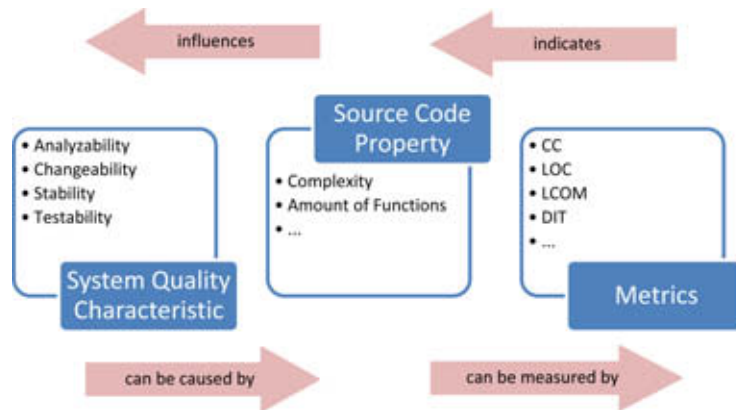 influences
indicates
• Analyzability
• Changeability
• Stability
• Testability
System Quality
Characteristic
Source Code
Property
• Complexity
• Amount of Functions
• ...
• CC
• LOC
• LCOM
• DIT
• ...
Metrics
can be caused by
can be measured by